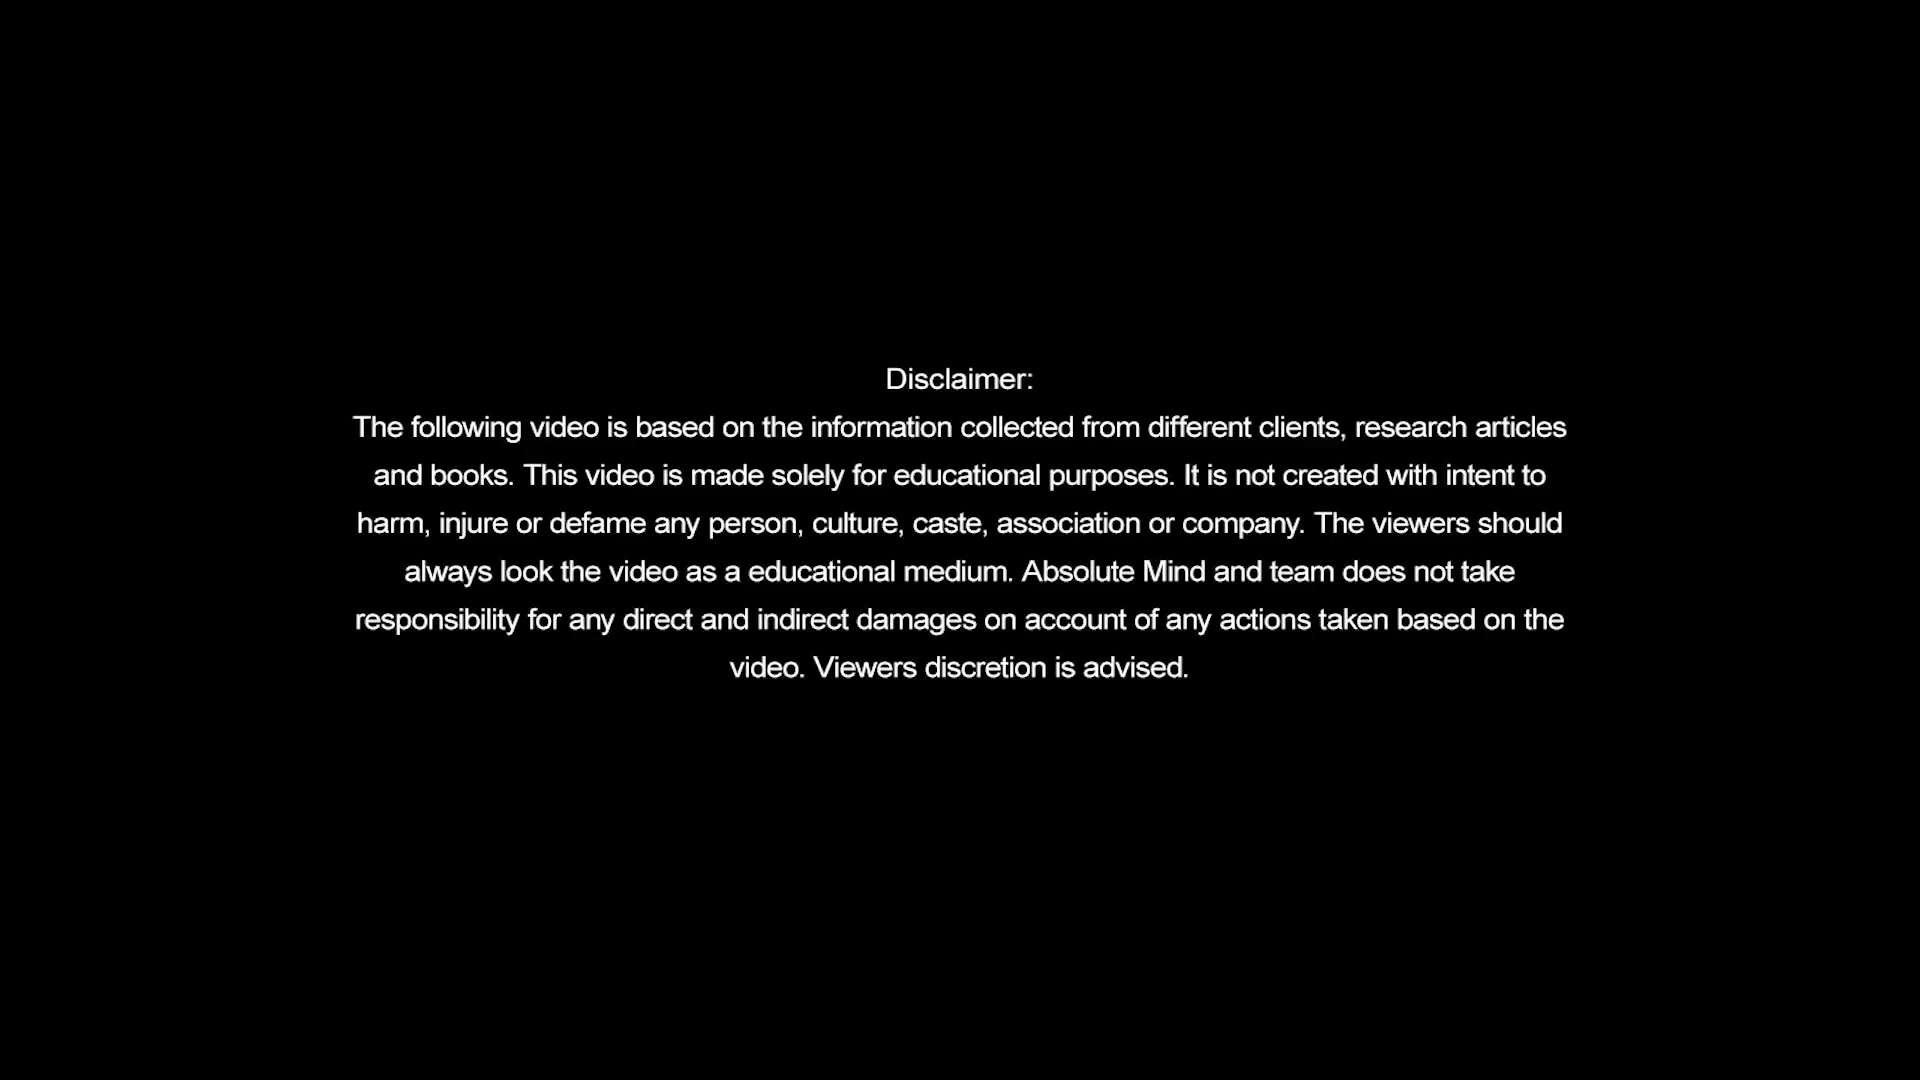 Disclaimer:
The following video is based on the information collected from different clients, research articles
and books. This video is made solely for educational purposes. It is not created with intent to
harm, injure or defame any person, culture, caste, association or company. The viewers should
always look the video as a educational medium. Absolute Mind and team does not take
responsibility for any direct and indirect damages on account of any actions taken based on the
video. Viewers discretion is advised.